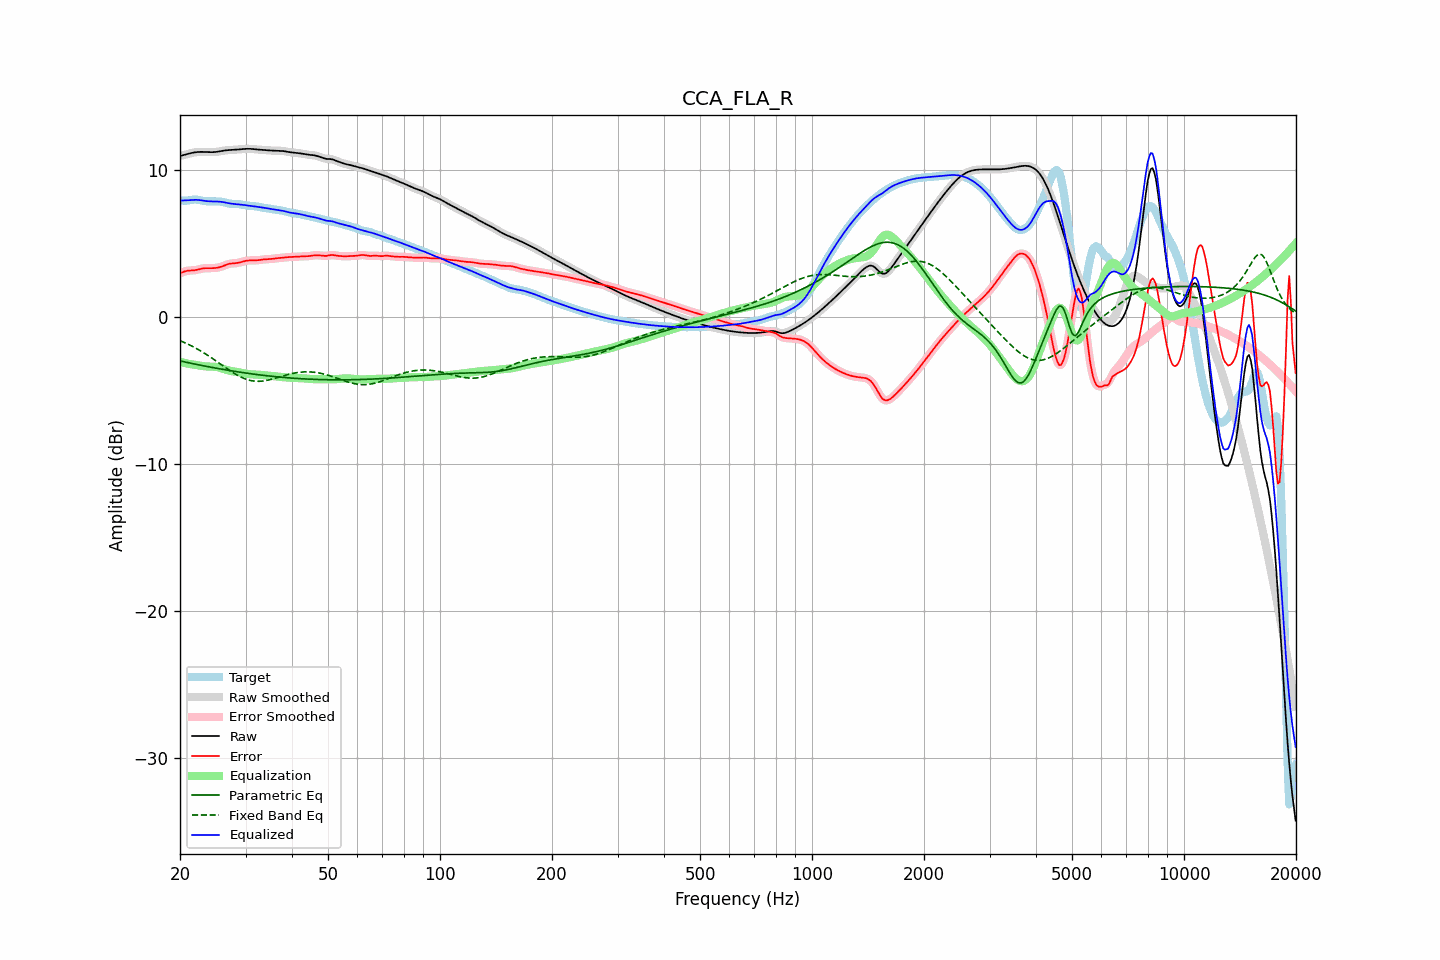 CCA_FLA_R
Amplitude (dBr)
10
0
−10
−20
−30
Target
Raw Smoothed
Error Smoothed
Raw
Error
Equalization
Parametric Eq
Fixed Band Eq
Equalized
20 50 100 200 500 1000 2000 5000 10000 20000
Frequency (Hz)